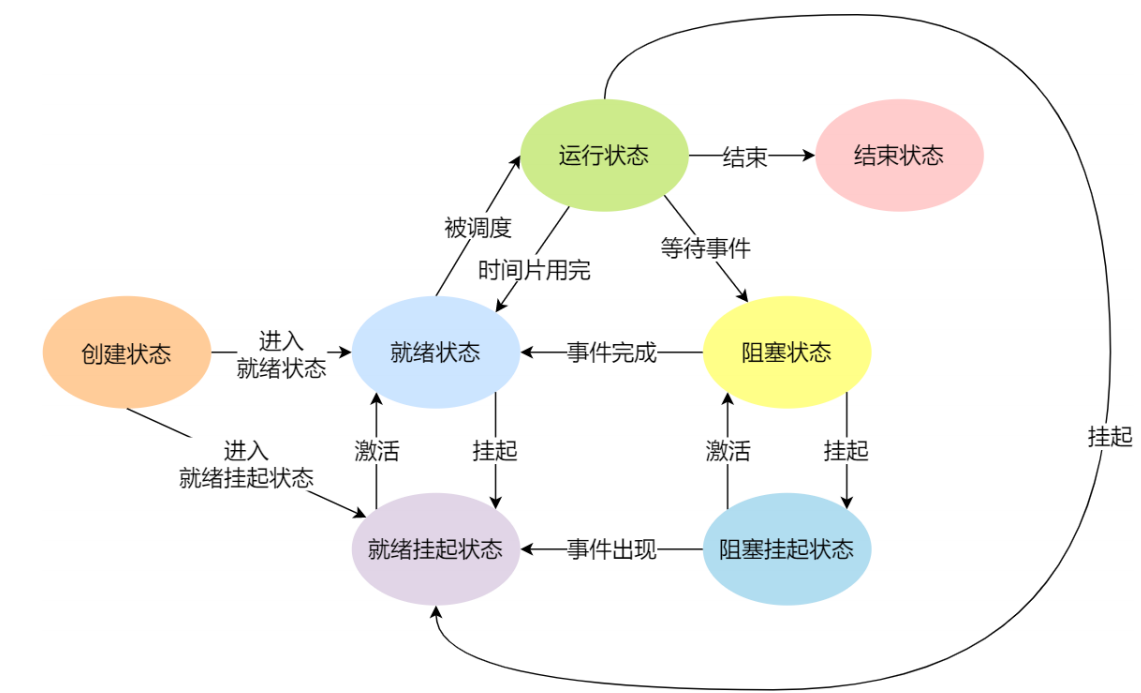 运行状态
结束
结束状态
被调度
时间片用完
等待事件
创建状态
进入
就绪状态
就绪状态
事件完成
阻塞状态
进入
就绪挂起状态
激活
挂起
激活
挂起
挂起
就绪挂起状态
事件出现
阻塞挂起状态